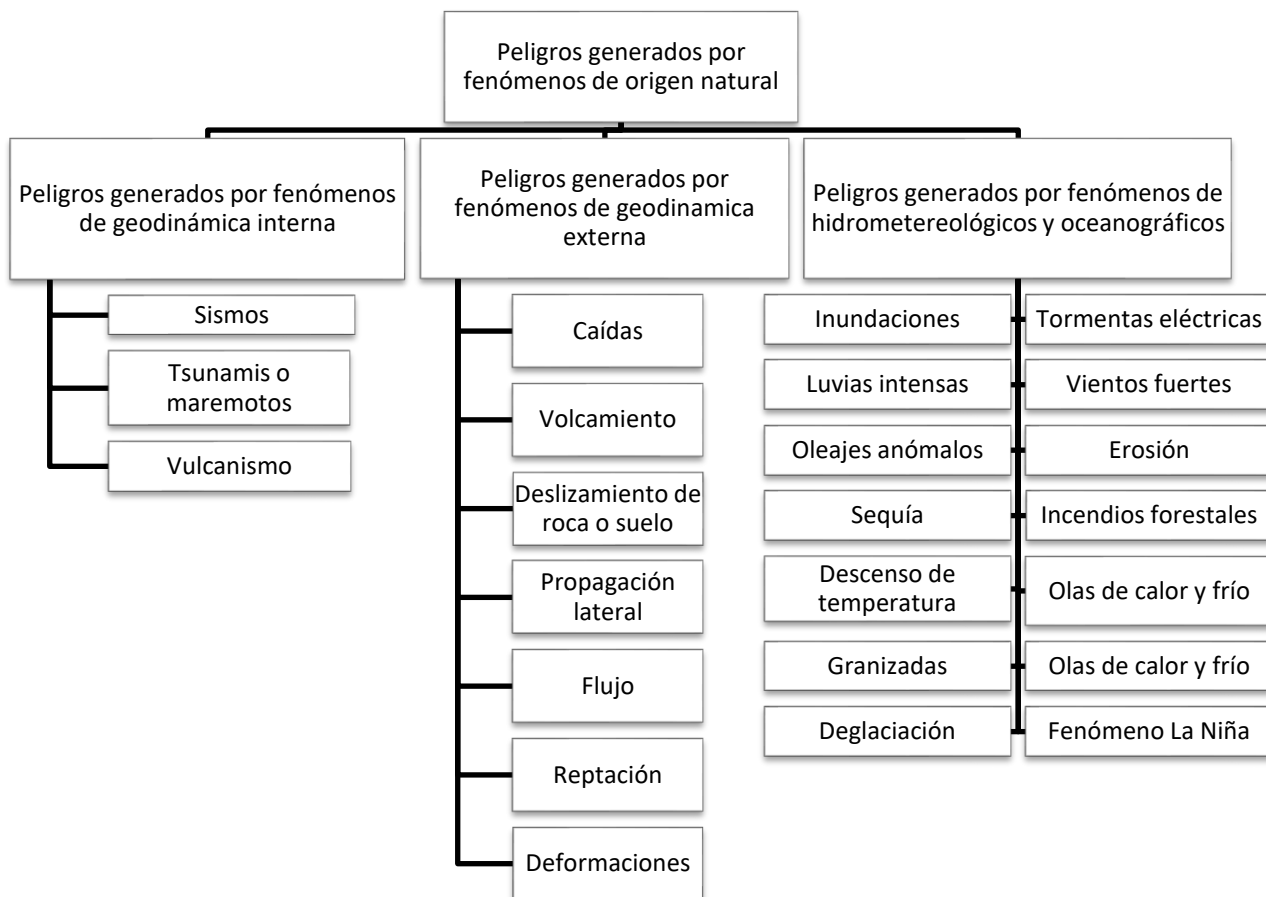 Peligros generados por
fenómenos de origen natural
Peligros generados por fenómenos
de geodinámica interna
Sismos
Tsunamis o
maremotos
Vulcanismo
Peligros generados por
fenómenos de geodinamica
externa
Caídas
Volcamiento
Deslizamiento de
roca o suelo
Propagación
lateral
Flujo
Reptación
Deformaciones
Peligros generados por fenómenos de
hidrometereológicos y oceanográficos
Inundaciones
Tormentas eléctricas
Luvias intensas
Vientos fuertes
Oleajes anómalos
Erosión
Sequía
Incendios forestales
Descenso de
temperatura
Olas de calor y frío
Granizadas
Olas de calor y frío
Deglaciación
Fenómeno La Niña